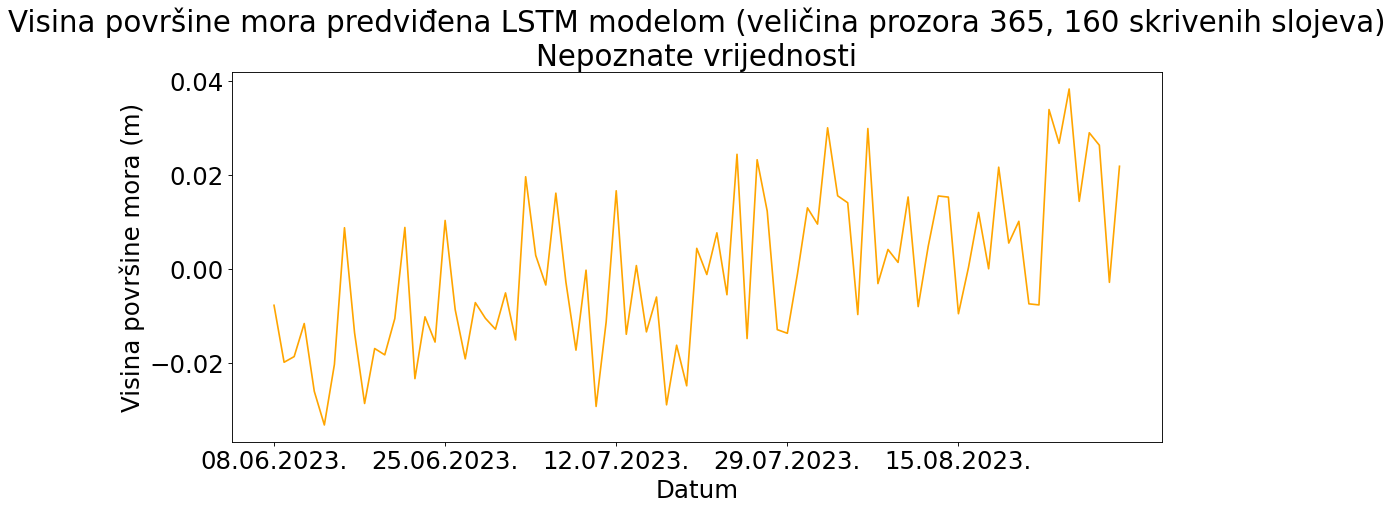 Visina površine mora predviđena LSTM modelom (veličina prozora 365, 160 skrivenih slojeva)
Nepoznate vrijednosti
Visina površine mora (m)
0.04
0.02
0.00
−0.02
08.06.2023.
25.06.2023.
12.07.2023.
29.07.2023.
15.08.2023.
Datum